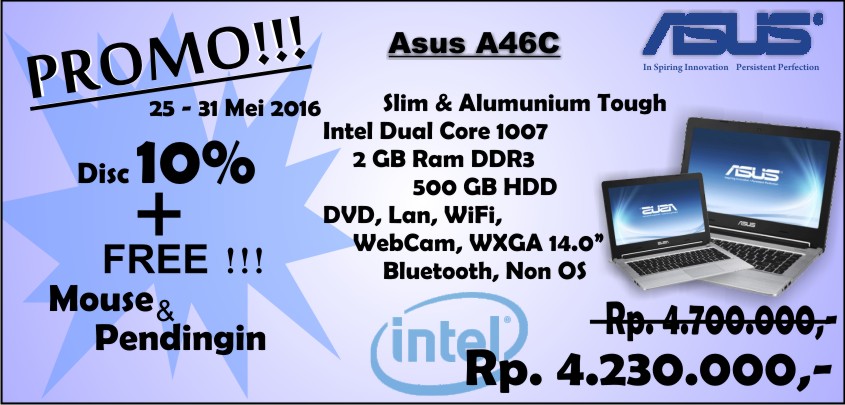 PROMO!!!
25 - 31 Mei 2016
Disc 10%
+
FREE !!!
Mouse &
Pendingin
Asus A46C
Slim & Alumunium Tough
Intel Dual Core 1007
2 GB Ram DDR3
500 GB HDD
DVD, Lan, WiFi,
WebCam, WXGA 14.0”
Bluetooth, Non OS
ASUS®
In Spiring Innovation Persistent Perfection
ASUS
ASUS
intel®
Rp. 4.700.000,-
Rp. 4.230.000,-